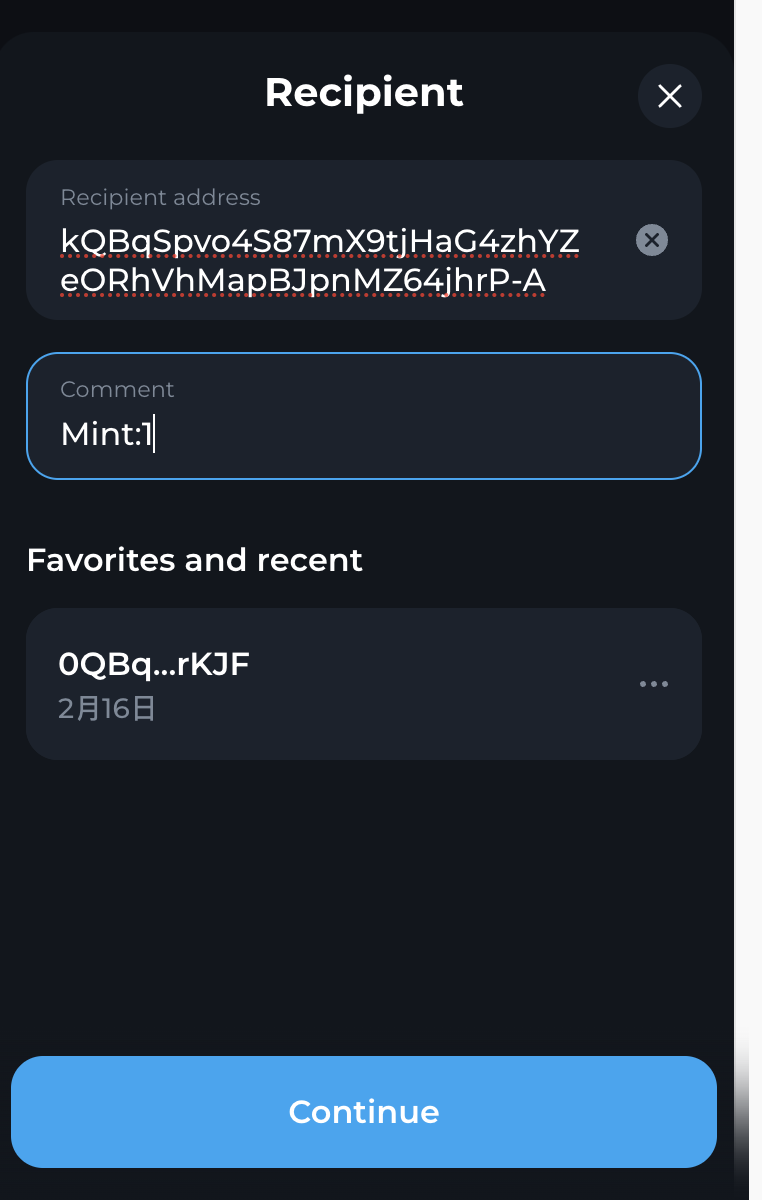 Recipient
Recipient address
kQBqSpvo4S87mX9tjHaG4zhYZ
eORhVhMapBJpnMZ64jhrP-A
Comment
Mint:1
Favorites and recent
0QBq...rKJF
2月16日
Continue